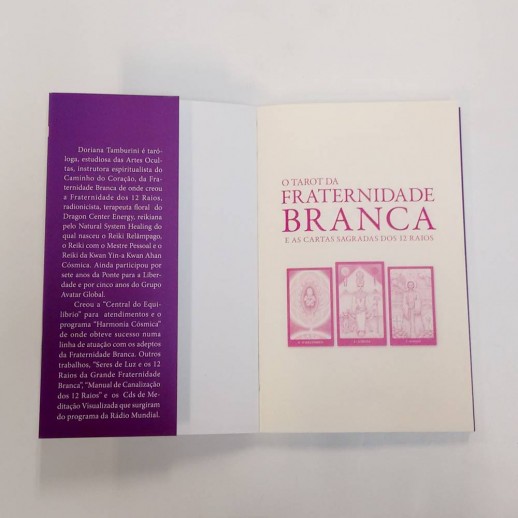 Doriana Tamburini é taró-
loga, estudiosa das Artes Ocul-
tas, instrutora espiritualista do
Caminho do Coração, da Fra-
ternidade Branca de onde creou
a Fraternidade dos 12 Raios,
radionicista, terapeuta floral do
Dragon Center Energy, reikiana
pelo Natural System Healing do
qual nasceu o Reiki Relâmpago,
o Reiki com o Mestre Pessoal e o
Reiki da Kwan Yin-a Kwan Ahan
Cósmica. Ainda participou por
sete anos da Ponte para a Liber-
dade e por cinco anos do Grupo
Avatar Global.
Creou a "Central do Equi-
líbrio" para atendimentos e o
programa "Harmonia Cósmica"
de onde obteve sucesso numa
linha de atuação com os adeptos
da Fraternidade Branca. Outros
trabalhos, "Seres de Luz e os 12
Raios da Grande Fraternidade
Branca", "Manual de Canalização
dos 12 Raios" e os Cds de Me-
ditação Visualizada que surgiram
do programa da Rádio Mundial.
O TAROT DA
FRATERNIDADE
BRANCA
E AS CARTAS SAGRADAS DOS 12 RAIOS